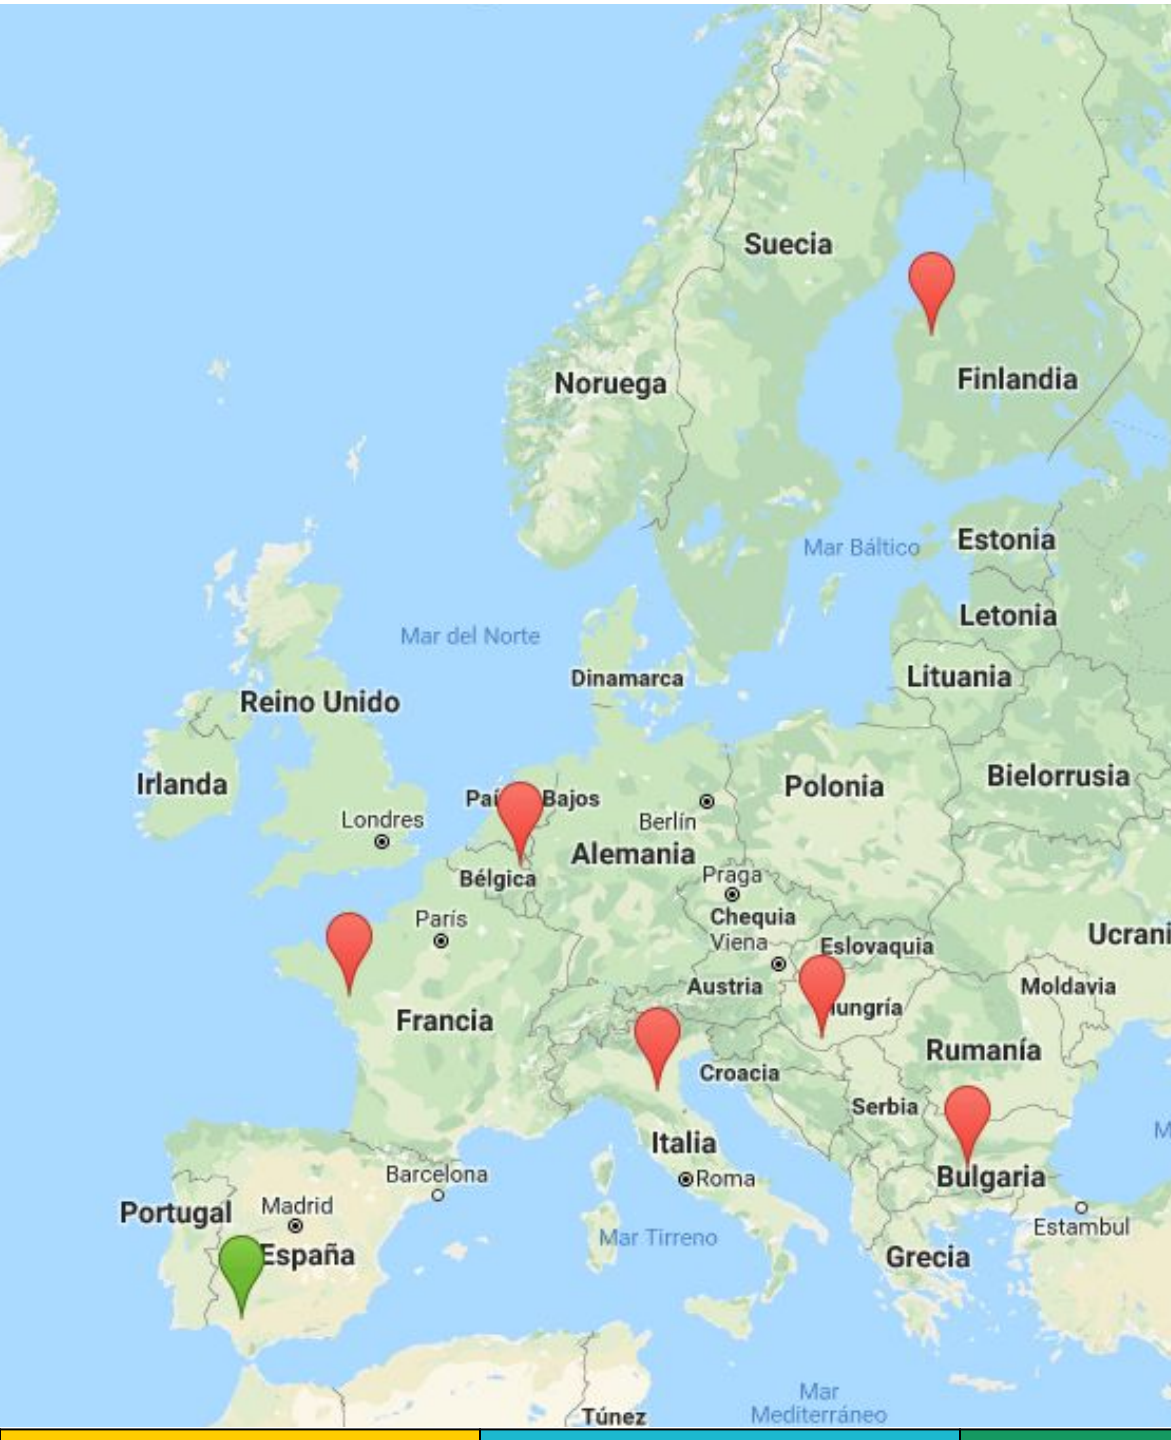 Suecia
Noruega
Finlandia
Mar Báltico
Estonia
Letonia
Mar del Norte
Dinamarca
Lituania
Reino Unido
Irlanda
Bajos
Polonia
Bielorrusia
Londres
Berlín
Alemania
Bélgica
Praga
París
Chequia
Viena
Eslovaquia
Ucrani
Austria
Moldavia
ungría
Francia
Rumanía
Croacia
Serbia
M
Italia
Barcelona
Roma
Bulgaria
Portugal
Madrid
Estambul
Mar Tirreno
España
Grecia
Mar
Mediterráneo
Túnez